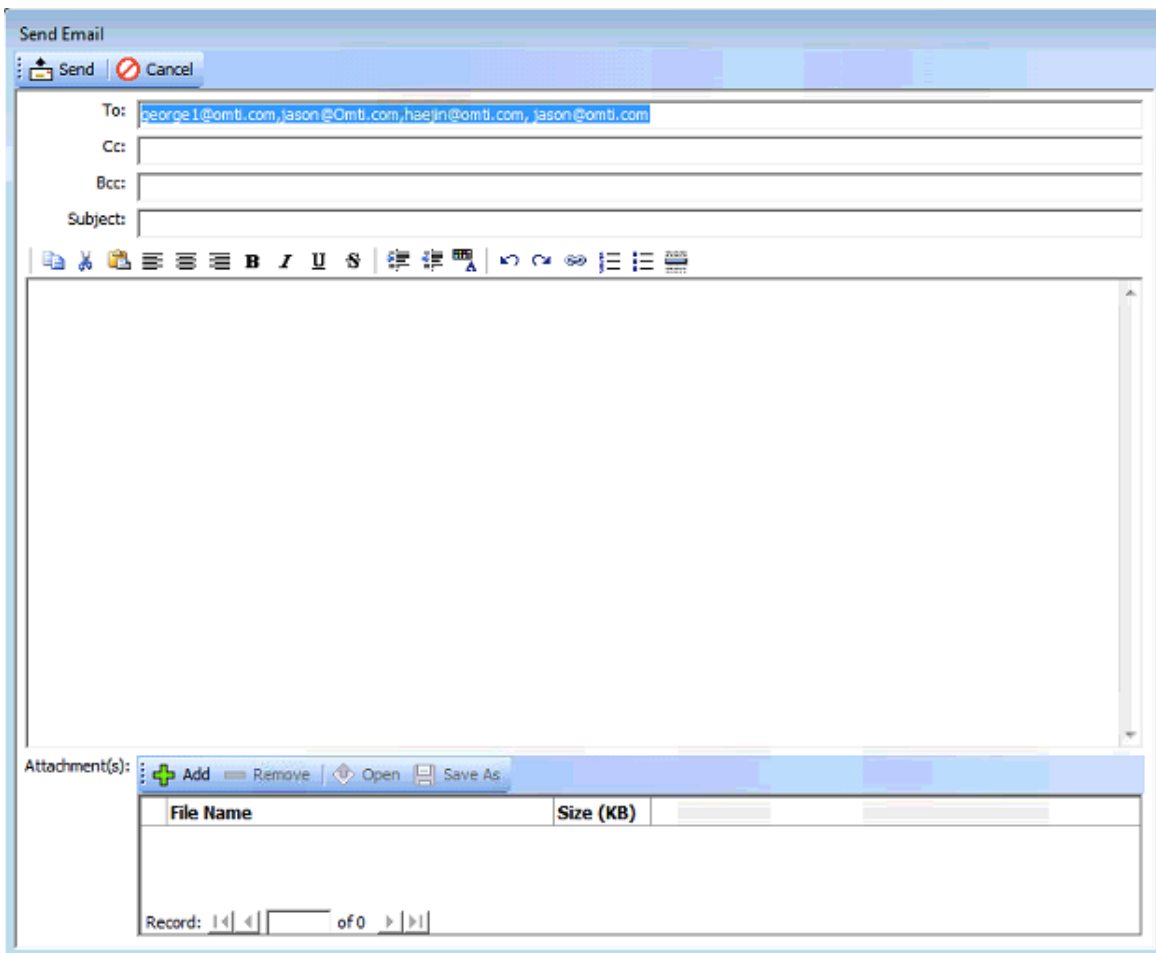 Send Email
Send Cancel
To: george1@omti.com,jason@Omti.com,haejin@omti.com, jason@omti.com
Cc:
Bcc:
Subject:
B I U S
Attachment(s): Add Remove Open Save As
File Name Size (KB)
Record: of 0